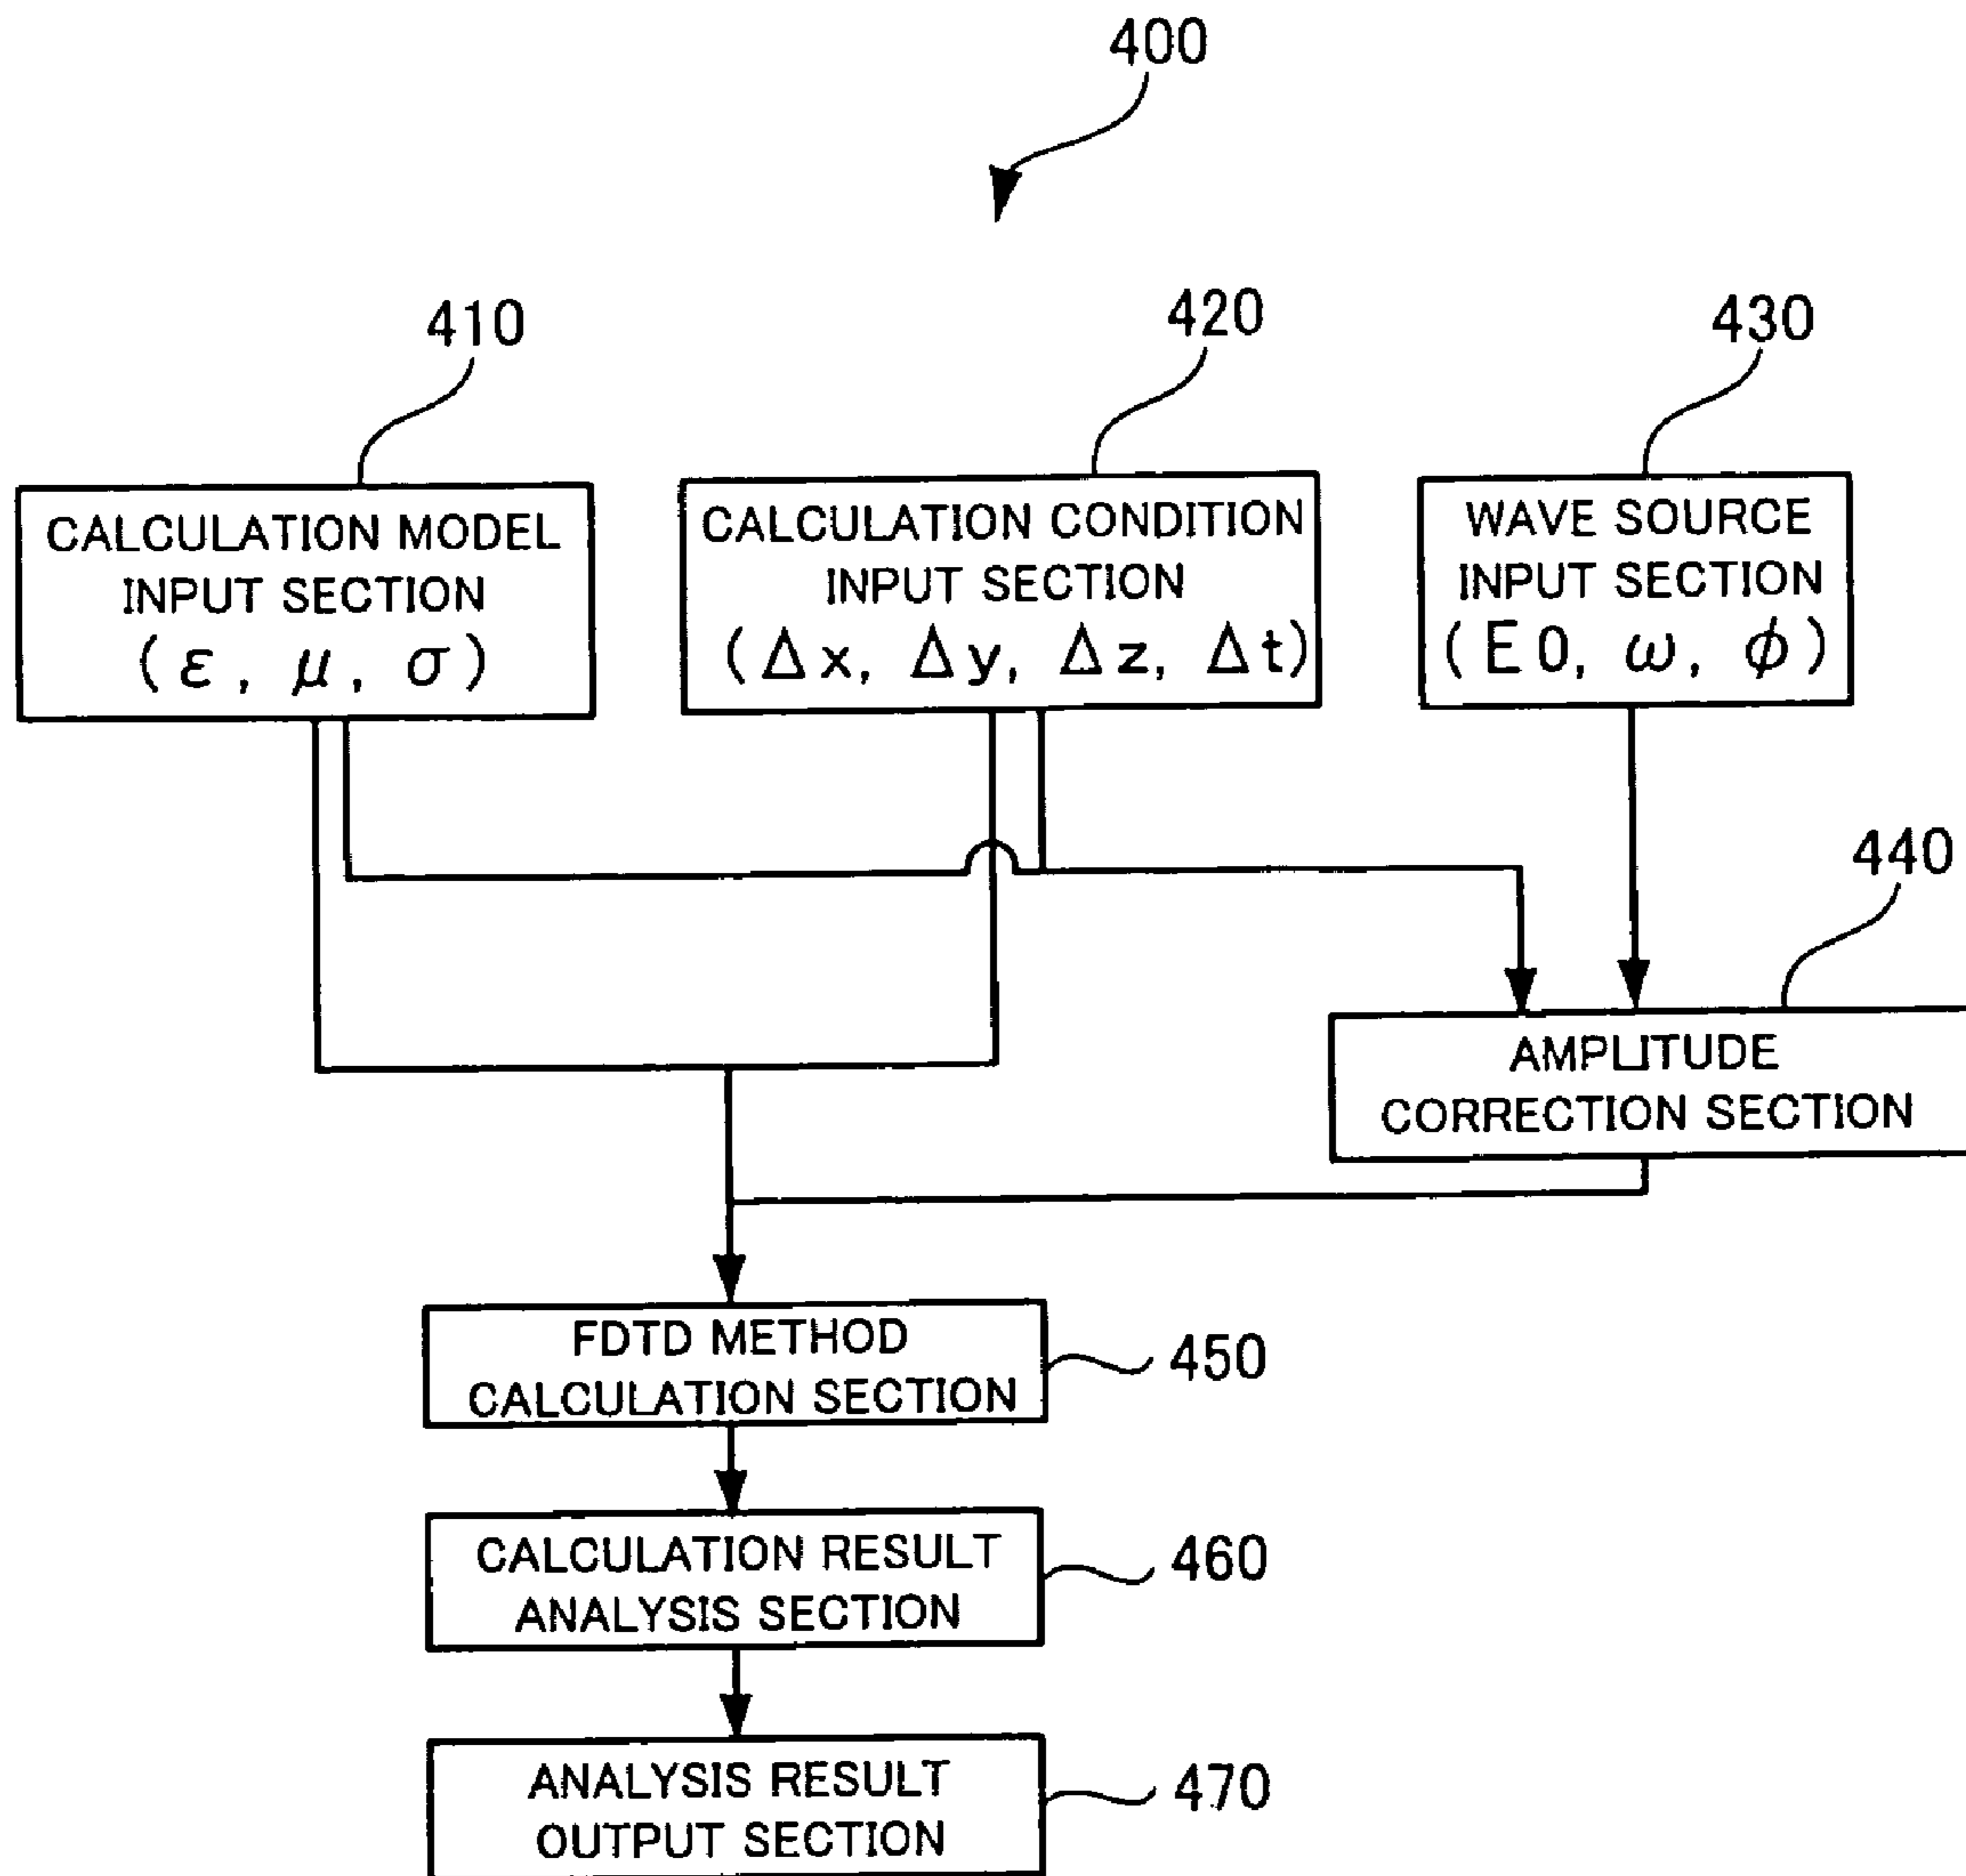 400
410
420
430
CALCULATION MODEL
INPUT SECTION
(ε, μ, σ)
CALCULATION CONDITION
INPUT SECTION
(Δx, Δy, Δz, Δt)
WAVE SOURCE
INPUT SECTION
(E0, ω, φ)
440
AMPLITUDE
CORRECTION SECTION
FDTD METHOD
CALCULATION SECTION
450
CALCULATION RESULT
ANALYSIS SECTION
460
ANALYSIS RESULT
OUTPUT SECTION
470